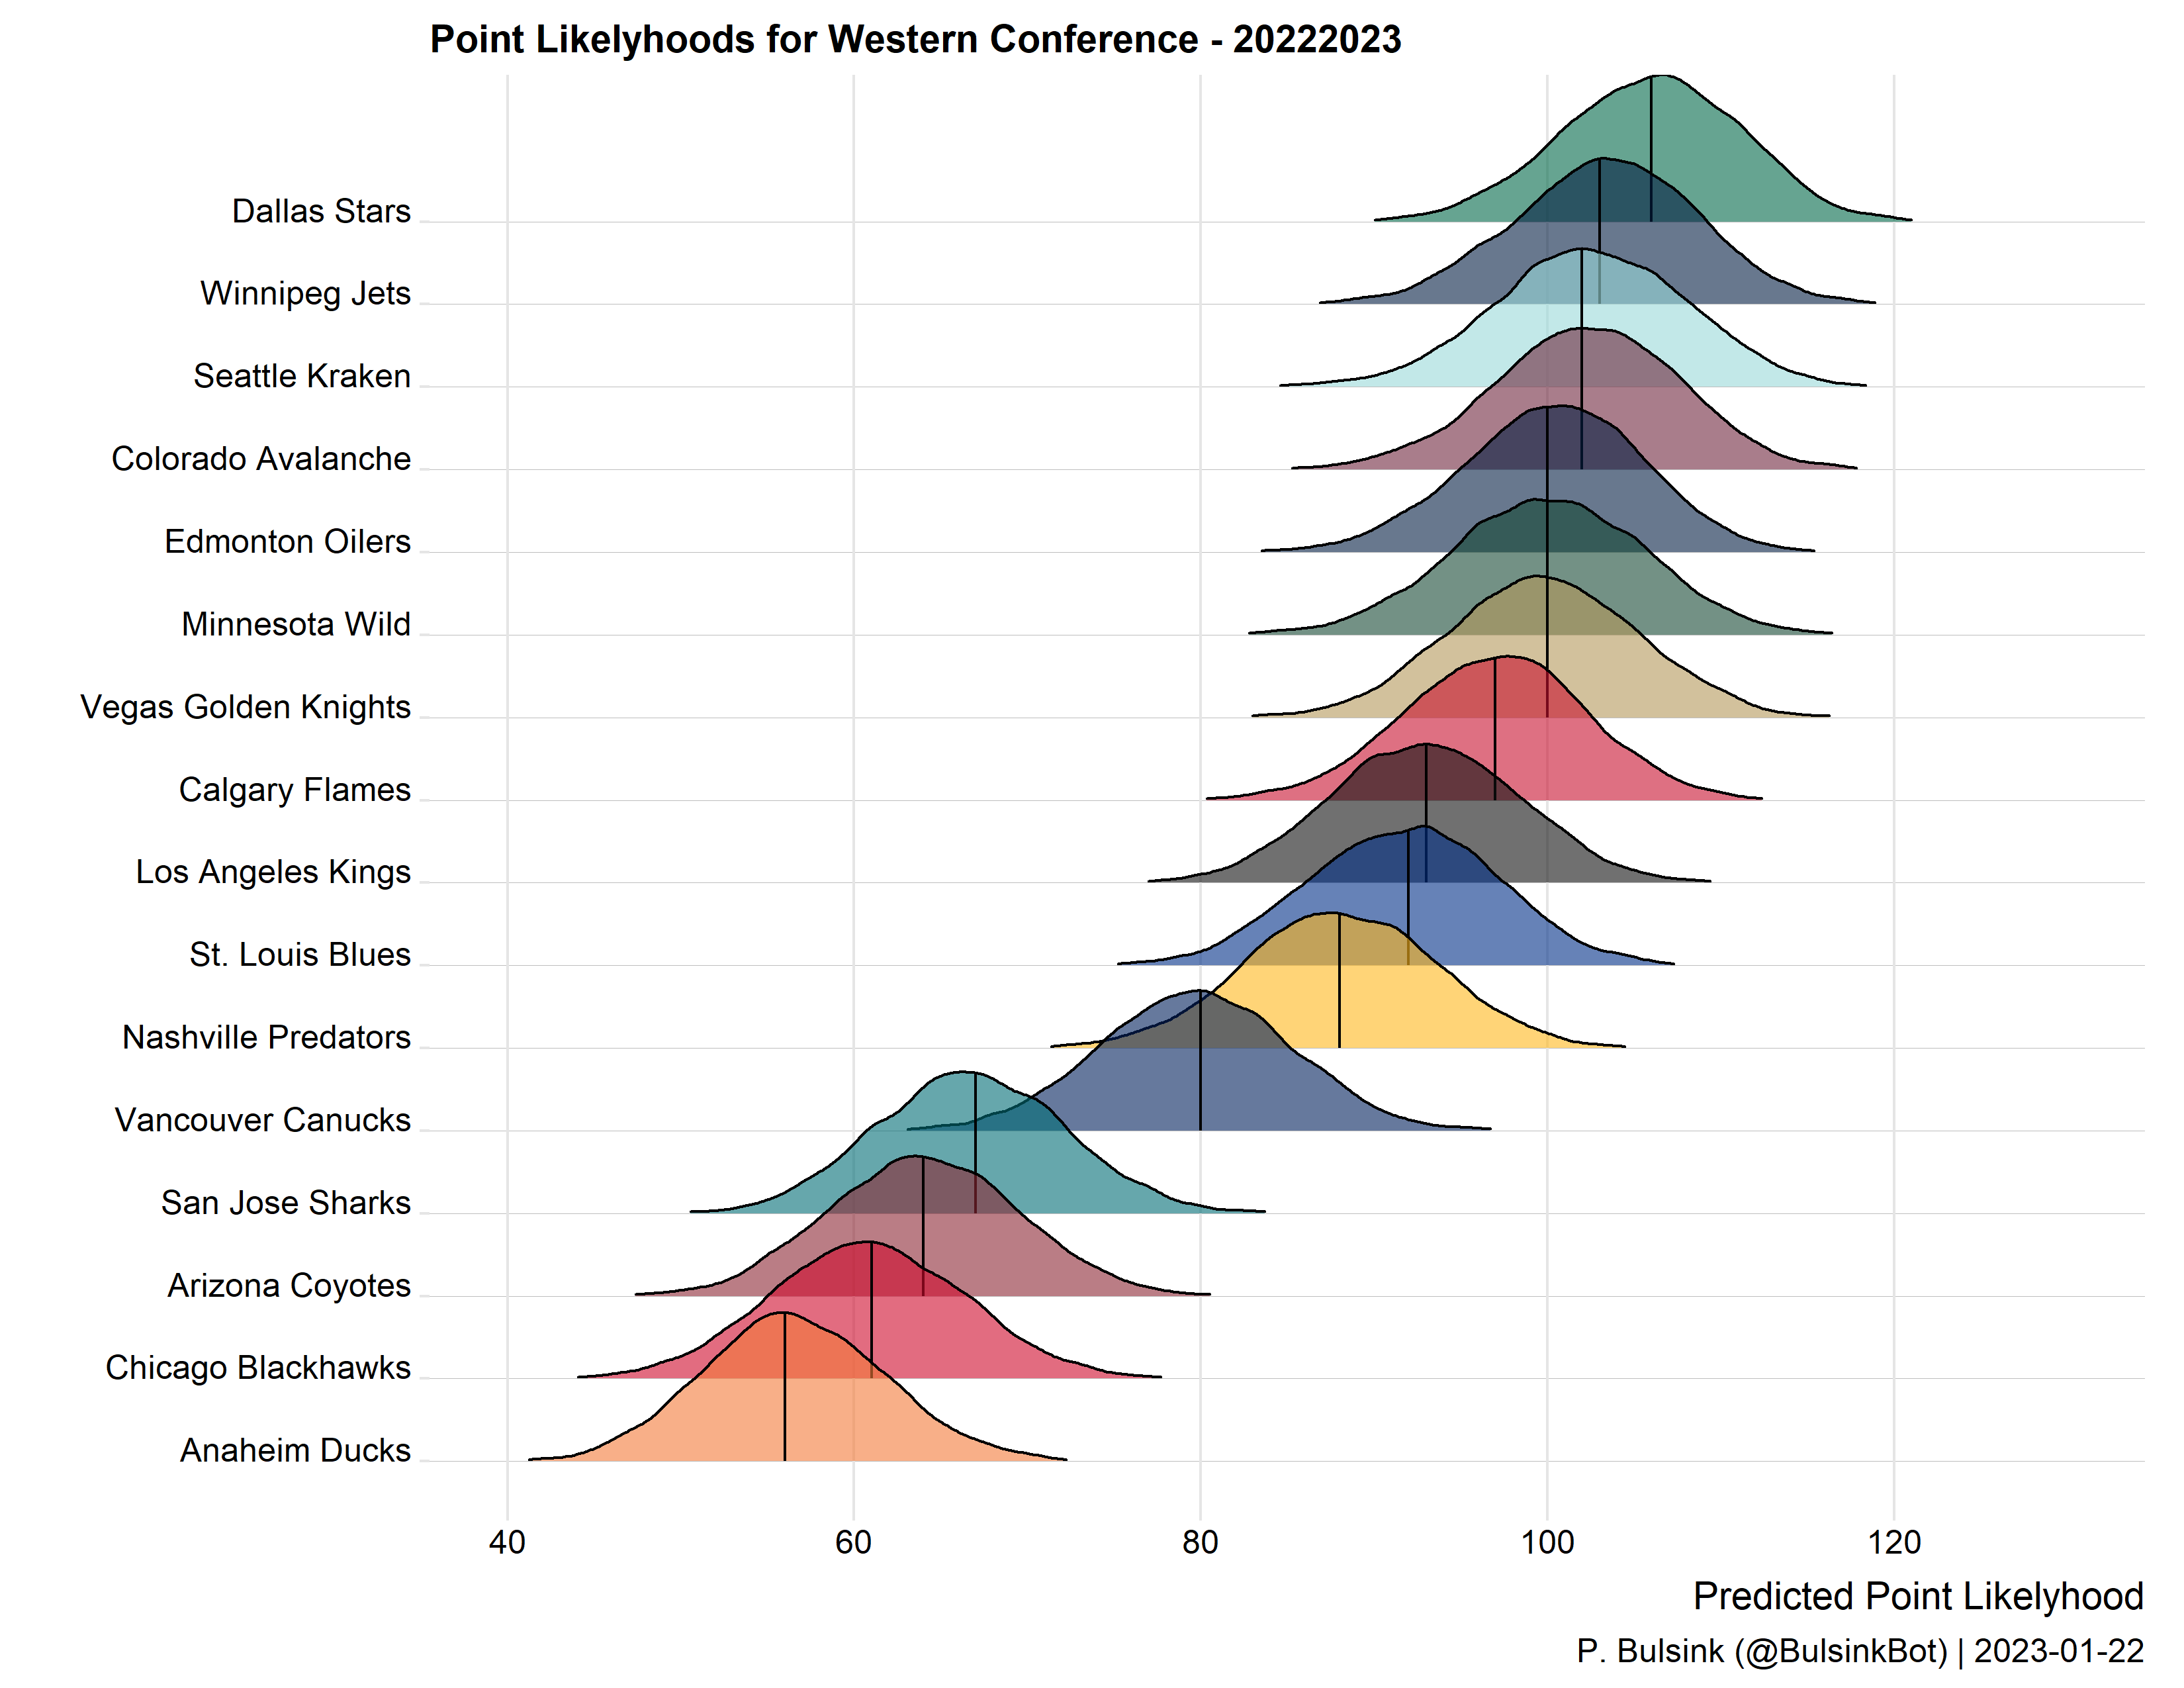 Point Likelyhoods for Western Conference - 20222023
Dallas Stars
Winnipeg Jets
Seattle Kraken
Colorado Avalanche
Edmonton Oilers
Minnesota Wild
Vegas Golden Knights
Calgary Flames
Los Angeles Kings
St. Louis Blues
Nashville Predators
Vancouver Canucks
San Jose Sharks
Arizona Coyotes
Chicago Blackhawks
Anaheim Ducks
40 60 80 100 120
Predicted Point Likelyhood
P. Bulsink (@BulsinkBot) | 2023-01-22